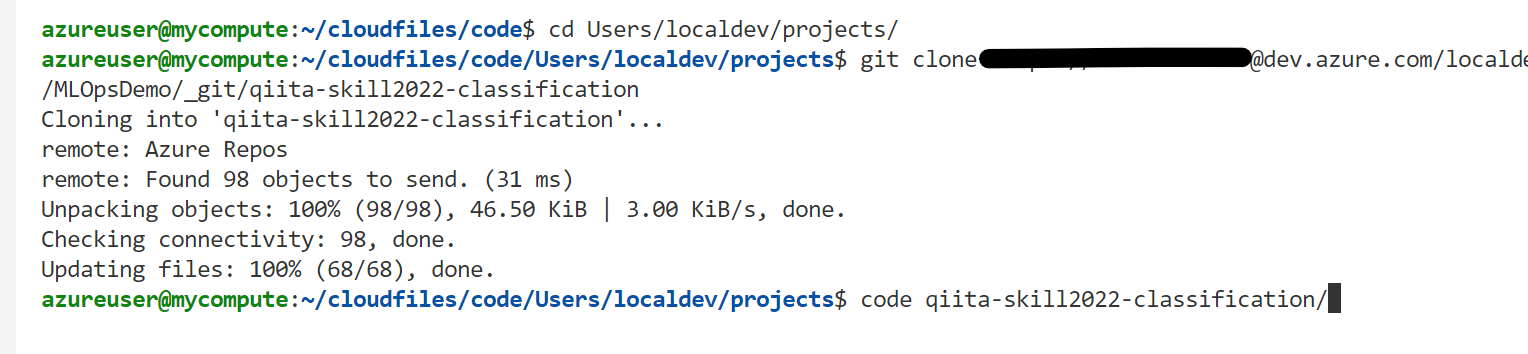 azureuser@mycompute:~/cloudfiles/code$ cd Users/localdev/projects/
azureuser@mycompute:~/cloudfiles/code/Users/localdev/projects$ git clone @dev.azure.com/localde
/MLOpsDemo/_git/qiita-skill2022-classification
Cloning into 'qiita-skill2022-classification'...
remote: Azure Repos
remote: Found 98 objects to send. (31 ms)
Unpacking objects: 100% (98/98), 46.50 KiB | 3.00 KiB/s, done.
Checking connectivity: 98, done.
Updating files: 100% (68/68), done.
azureuser@mycompute:~/cloudfiles/code/Users/localdev/projects$ code qiita-skill2022-classification/